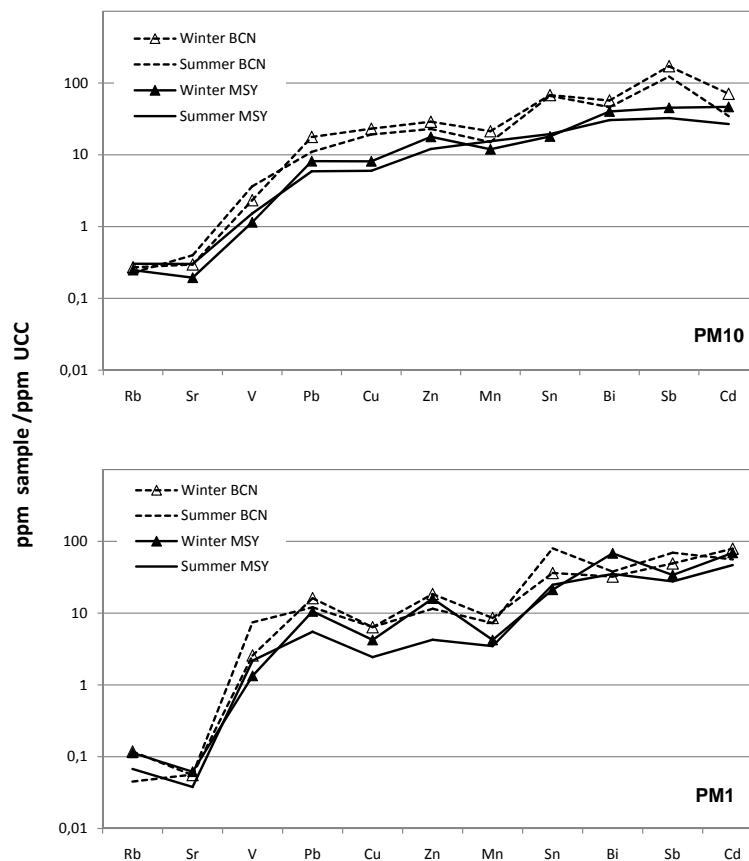 Winter BCN
Summer BCN
Winter MSY
Summer MSY
100
10
1
0,1
0,01
PM10
Rb Sr V Pb Cu Zn Mn Sn Bi Sb Cd
ppm sample /ppm UCC
Winter BCN
Summer BCN
Winter MSY
Summer MSY
100
10
1
0,1
0,01
PM1
Rb Sr V Pb Cu Zn Mn Sn Bi Sb Cd